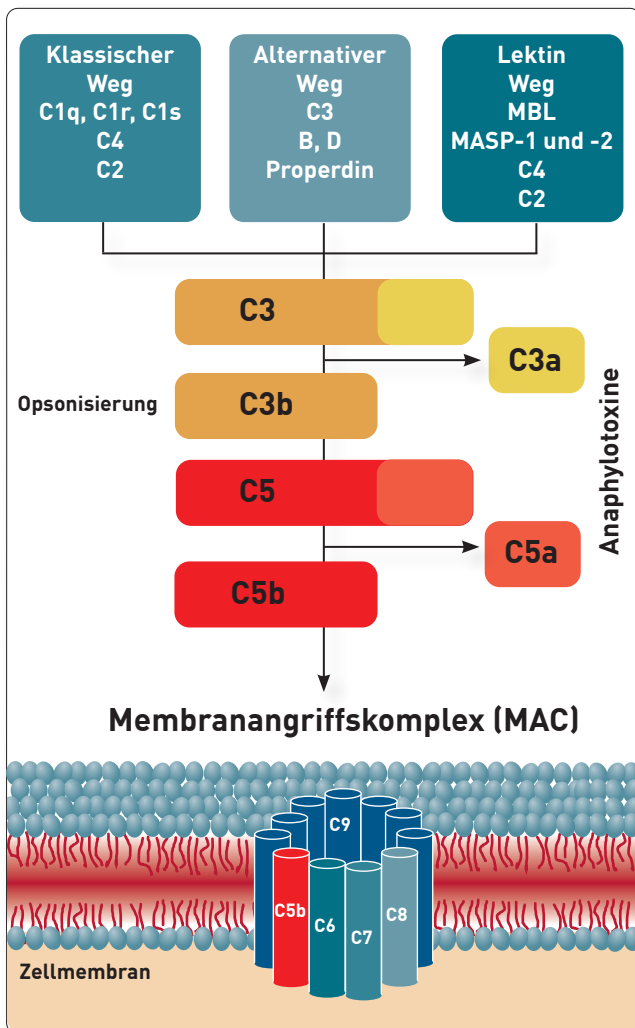 Klassischer
Weg
C1q, C1r, C1s
C4
C2
Alternativer
Weg
C3
B, D
Properdin
Lektin
Weg
MBL
MASP-1 und -2
C4
C2
C3
C3a
Opsonisierung
C3b
Anaphylotoxine
C5
C5a
C5b
Membranangriffskomplex (MAC)
C9
C5b
C6
C7
C8
Zellmembran